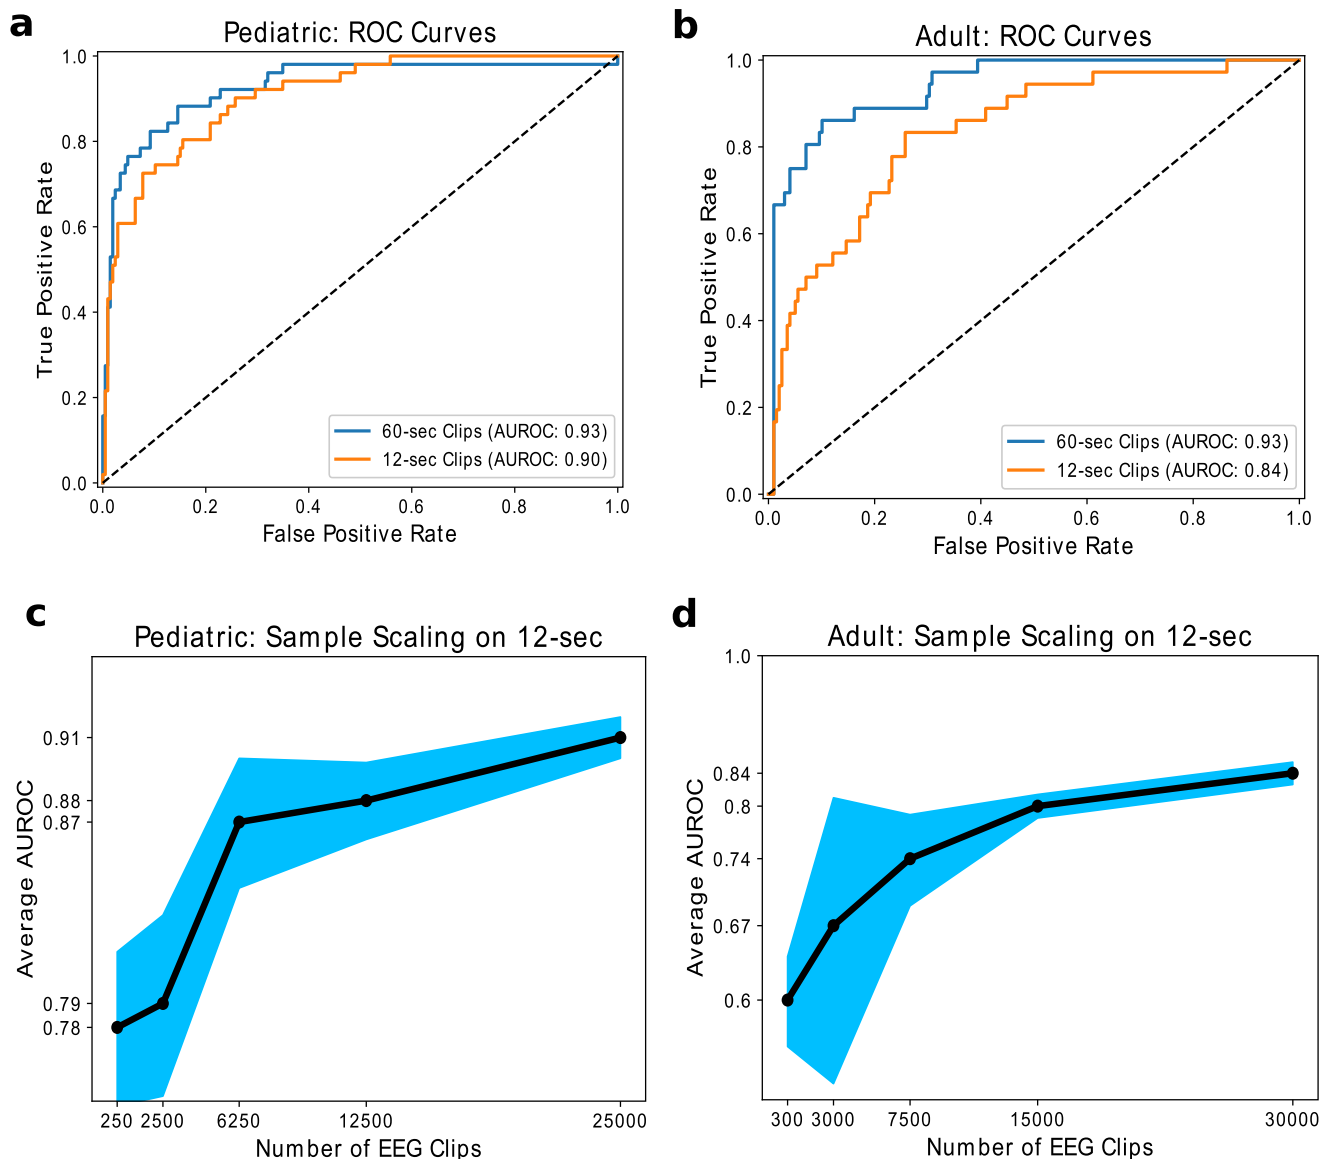 a
Pediatric: ROC Curves
1.0
0.8
0.6
0.4
0.2
0.0
True Positive Rate
60-sec Clips (AUROC: 0.93)
12-sec Clips (AUROC: 0.90)
0.0 0.2 0.4 0.6 0.8 1.0
False Positive Rate
b
Adult: ROC Curves
1.0
0.8
0.6
0.4
0.2
0.0
True Positive Rate
60-sec Clips (AUROC: 0.93)
12-sec Clips (AUROC: 0.84)
0.0 0.2 0.4 0.6 0.8 1.0
False Positive Rate
c
Pediatric: Sample Scaling on 12-sec
0.91
0.88
0.87
0.79
0.78
Average AUROC
250 2500 6250 12500 25000
Number of EEG Clips
d
Adult: Sample Scaling on 12-sec
1.0
0.84
0.8
0.74
0.67
0.6
Average AUROC
300 3000 7500 15000 30000
Number of EEG Clips